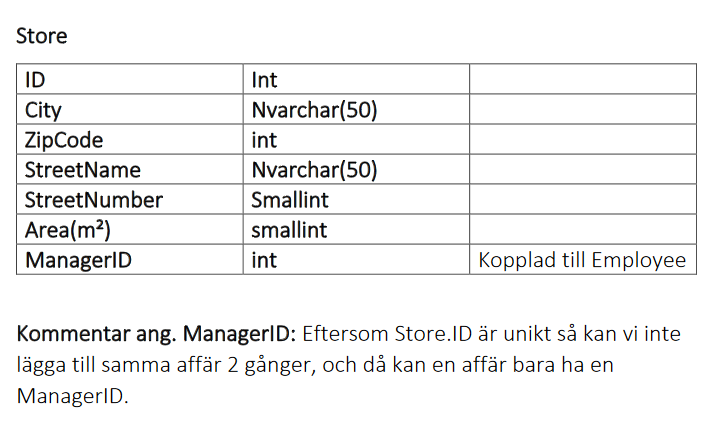 Store
ID Int
City Nvarchar(50)
ZipCode int
StreetName Nvarchar(50)
StreetNumber Smallint
Area(m²) smallint
ManagerID int Kopplad till Employee
Kommentar ang. ManagerID: Eftersom Store.ID är unikt så kan vi inte
lägga till samma affär 2 gånger, och då kan en affär bara ha en
ManagerID.